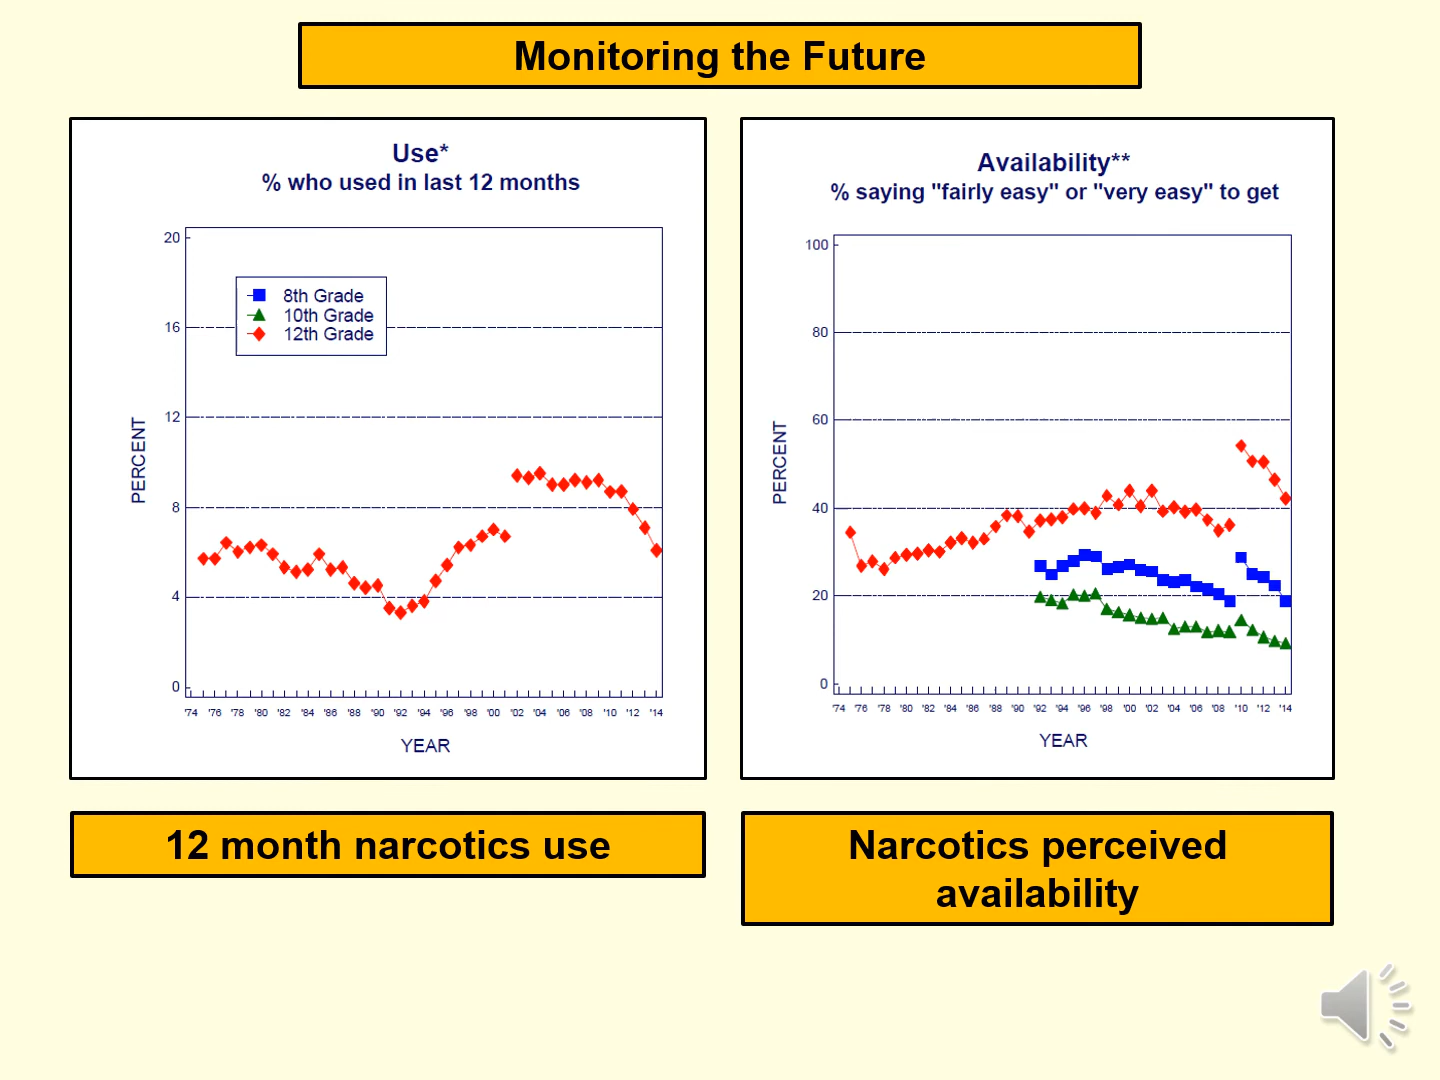 Monitoring the Future
Use*
% who used in last 12 months
20
16
12
8
4
0
PERCENT
8th Grade
10th Grade
12th Grade
'74 '76 '78 '80 '82 '84 '86 '88 '90 '92 '94 '96 '98 '00 '02 '04 '06 '08 '10 '12 '14
YEAR
Availability**
% saying "fairly easy" or "very easy" to get
100
80
60
40
20
0
PERCENT
'74 '76 '78 '80 '82 '84 '86 '88 '90 '92 '94 '96 '98 '00 '02 '04 '06 '08 '10 '12 '14
YEAR
12 month narcotics use
Narcotics perceived
availability